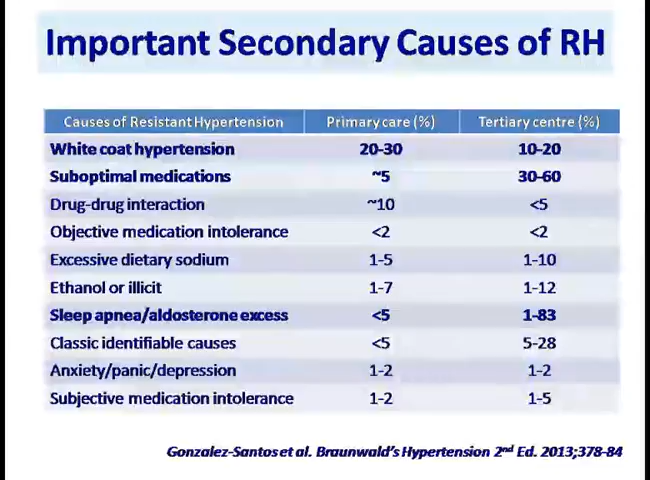 Important Secondary Causes of RH
Causes of Resistant Hypertension Primary care (%) Tertiary centre (%)
White coat hypertension 20-30 10-20
Suboptimal medications ~5 30-60
Drug-drug interaction ~10 <5
Objective medication intolerance <2 <2
Excessive dietary sodium 1-5 1-10
Ethanol or illicit 1-7 1-12
Sleep apnea/aldosterone excess <5 1-83
Classic identifiable causes <5 5-28
Anxiety/panic/depression 1-2 1-2
Subjective medication intolerance 1-2 1-5
Gonzalez-Santos et al. Braunwald's Hypertension 2nd Ed. 2013;378-84